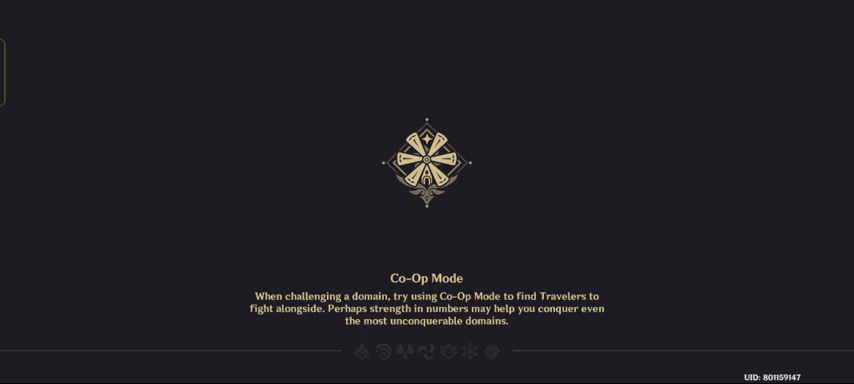 Co-Op Mode
When challenging a domain, try using Co-Op Mode to find Travelers to
fight alongside. Perhaps strength in numbers may help you conquer even
the most unconquerable domains.
UID: 801159147